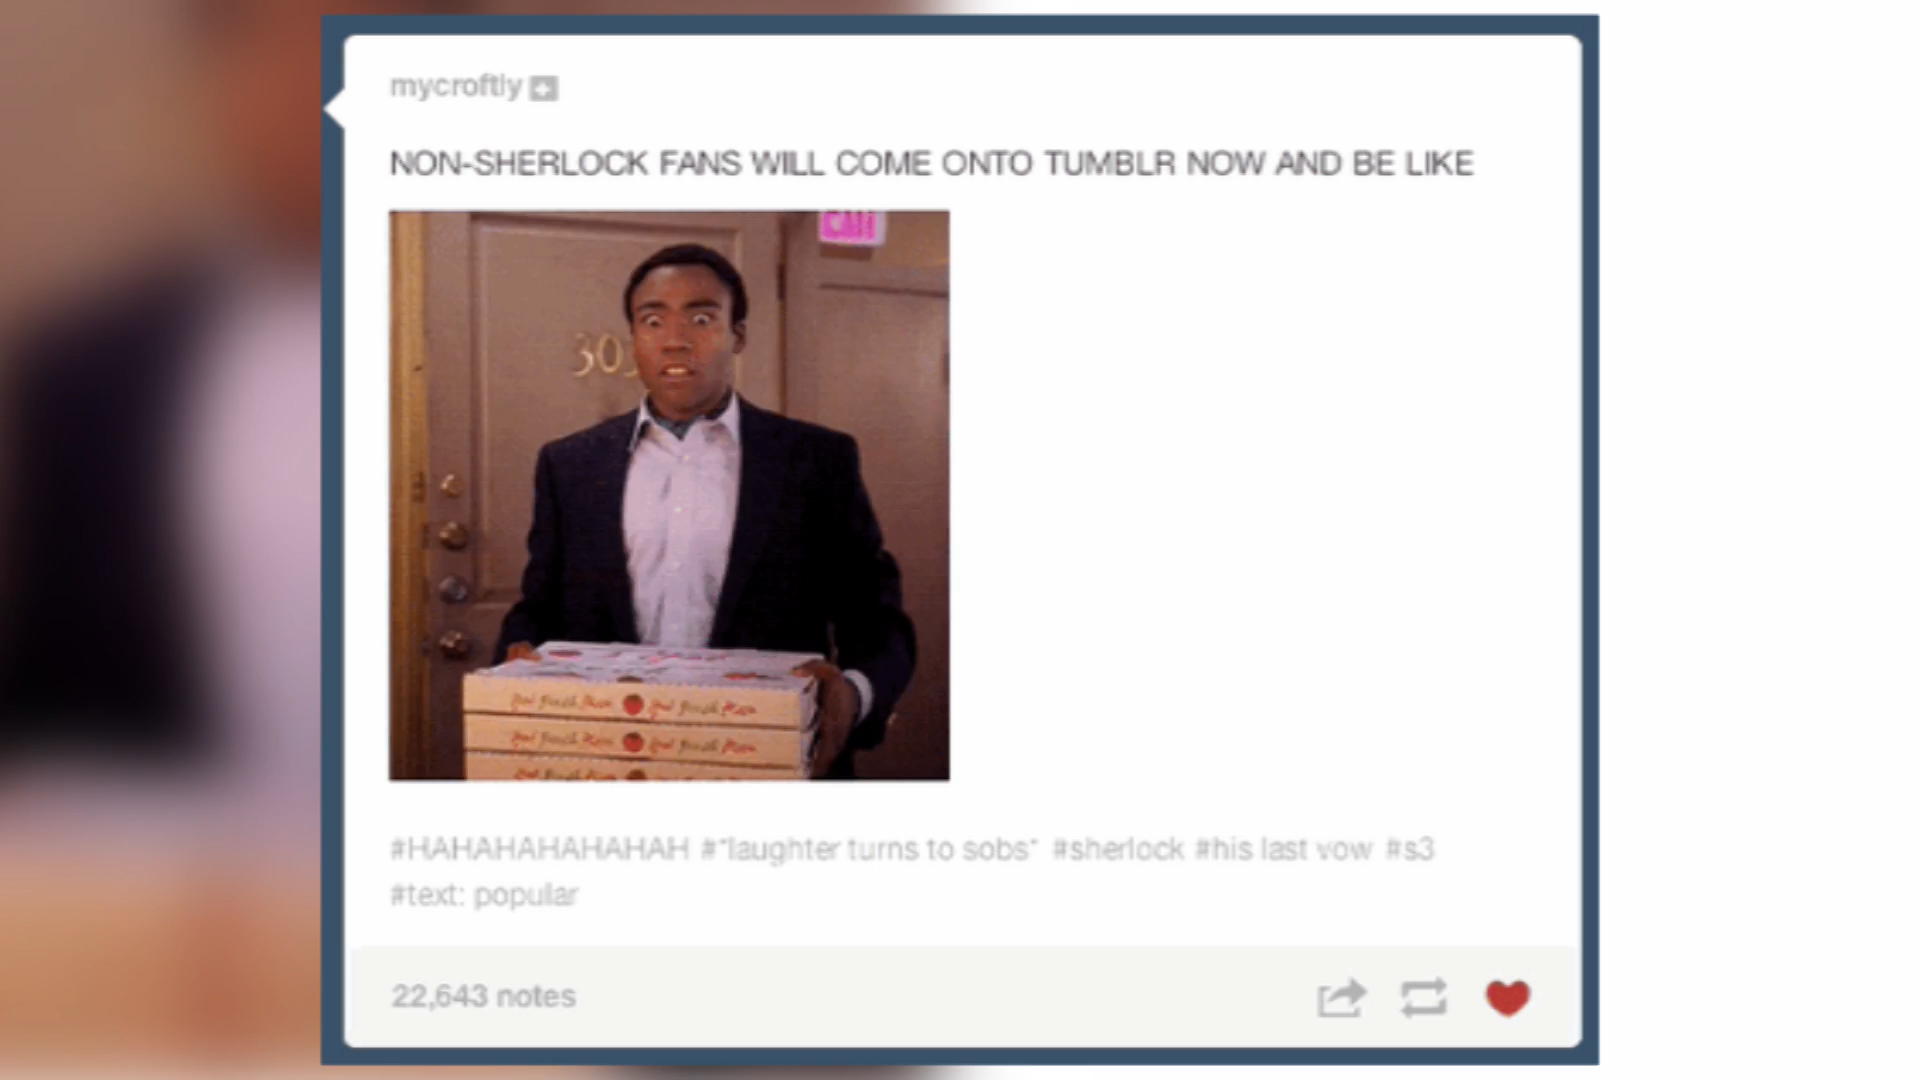 mycroftly
NON-SHERLOCK FANS WILL COME ONTO TUMBLR NOW AND BE LIKE
303
#HAHAHAHAHAHAH #*laughter turns to sobs* #sherlock #his last vow #s3
#text: popular
22,643 notes